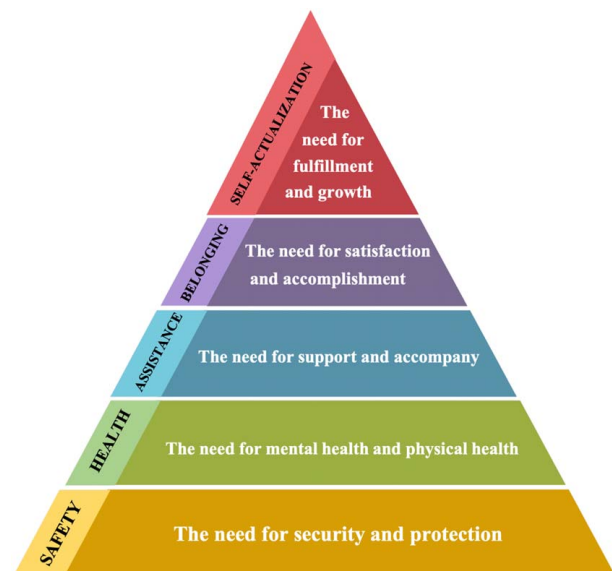 SELF-ACTUALIZATION
The
need for
fulfillment
and growth
BELONGING
The need for satisfaction
and accomplishment
ASSISTANCE
The need for support and accompany
HEALTH
The need for mental health and physical health
SAFETY
The need for security and protection